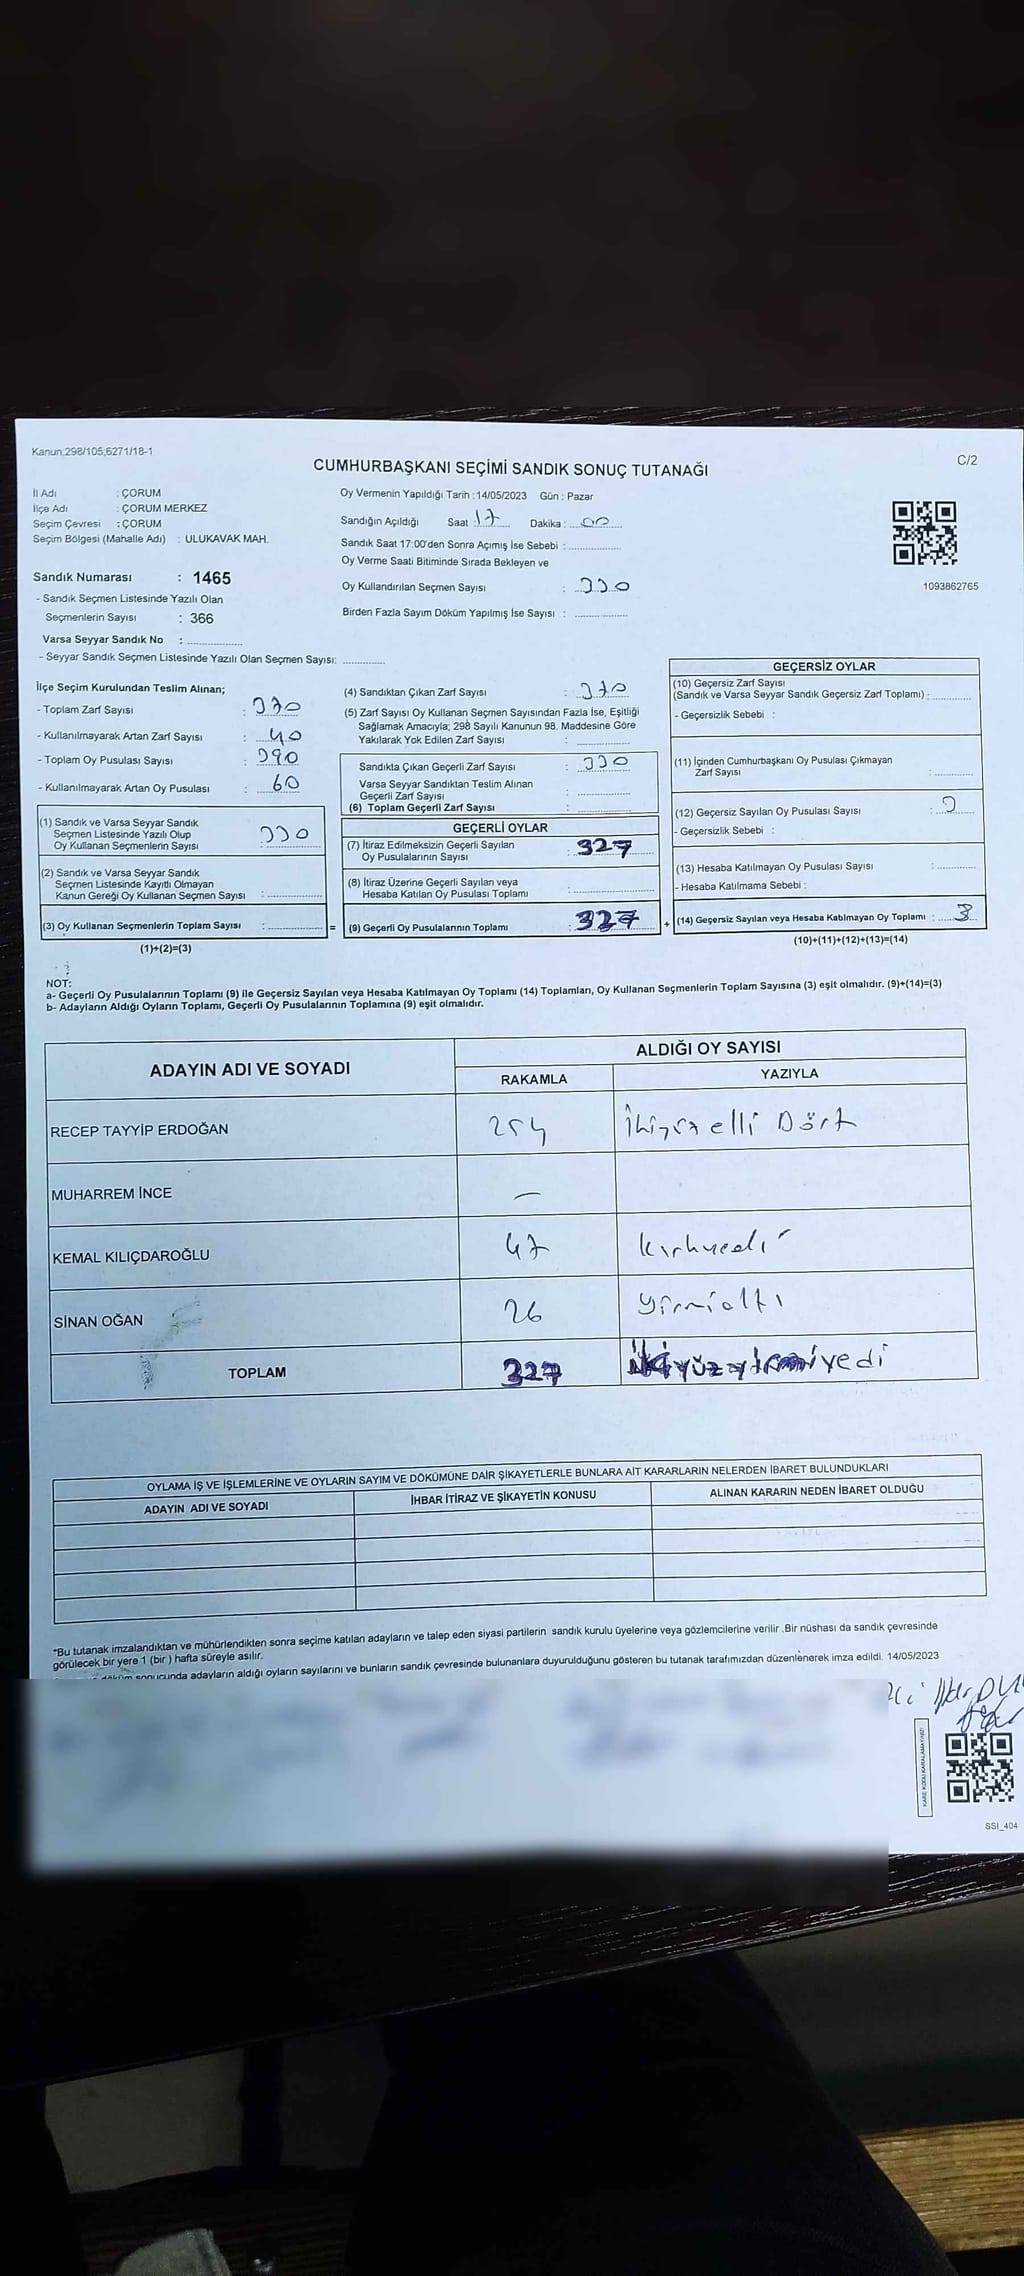 Kanun;298/105,6271/18-1
C/2
CUMHURBAŞKANI SEÇİMİ SANDIK SONUÇ TUTANAĞI
İl Adı : ÇORUM
İlçe Adı : ÇORUM MERKEZ
Seçim Çevresi : ÇORUM
Seçim Bölgesi (Mahalle Adı) : ULUKAVAK MAH.
Sandık Numarası : 1465
- Sandık Seçmen Listesinde Yazılı Olan
Seçmenlerin Sayısı : 366
Varsa Seyyar Sandık No :
- Seyyar Sandık Seçmen Listesinde Yazılı Olan Seçmen Sayısı:
Oy Vermenin Yapıldığı Tarih :14/05/2023 Gün : Pazar
Sandığın Açıldığı Saat : 17 Dakika : 00
Sandık Saat 17:00'den Sonra Açımış İse Sebebi :
Oy Verme Saati Bitiminde Sırada Bekleyen ve
Oy Kullandırılan Seçmen Sayısı : 330
Birden Fazla Sayım Döküm Yapılmış İse Sayısı :
1093862765
İlçe Seçim Kurulundan Teslim Alınan;
- Toplam Zarf Sayısı : 370
- Kullanılmayarak Artan Zarf Sayısı : 40
- Toplam Oy Pusulası Sayısı : 390
- Kullanılmayarak Artan Oy Pusulası : 60
(1) Sandık ve Varsa Seyyar Sandık
Seçmen Listesinde Yazılı Olup
Oy Kullanan Seçmenlerin Sayısı : 330
(2) Sandık ve Varsa Seyyar Sandık
Seçmen Listesinde Kayıtlı Olmayan
Kanun Gereği Oy Kullanan Seçmen Sayısı :
(3) Oy Kullanan Seçmenlerin Toplam Sayısı : =
(1)+(2)=(3)
(4) Sandıktan Çıkan Zarf Sayısı :
(5) Zarf Sayısı Oy Kullanan Seçmen Sayısından Fazla İse, Eşitliği
Sağlamak Amacıyla; 298 Sayılı Kanunun 98. Maddesine Göre
Yakılarak Yok Edilen Zarf Sayısı :
Sandıkta Çıkan Geçerli Zarf Sayısı : 330
Varsa Seyyar Sandıktan Teslim Alınan
Geçerli Zarf Sayısı :
(6) Toplam Geçerli Zarf Sayısı :
GEÇERLİ OYLAR
(7) İtiraz Edilmeksizin Geçerli Sayılan
Oy Pusulalarının Sayısı : 327
(8) İtiraz Üzerine Geçerli Sayılan veya
Hesaba Katılan Oy Pusulası Toplamı :
(9) Geçerli Oy Pusulalarının Toplamı : 327 +
GEÇERSİZ OYLAR
(10) Geçersiz Zarf Sayısı
(Sandık ve Varsa Seyyar Sandık Geçersiz Zarf Toplamı) :
- Geçersizlik Sebebi :
(11) İçinden Cumhurbaşkanı Oy Pusulası Çıkmayan
Zarf Sayısı :
(12) Geçersiz Sayılan Oy Pusulası Sayısı : 3
- Geçersizlik Sebebi :
(13) Hesaba Katılmayan Oy Pusulası Sayısı :
- Hesaba Katılmama Sebebi :
(14) Geçersiz Sayılan veya Hesaba Katılmayan Oy Toplamı : 3
(10)+(11)+(12)+(13)=(14)
NOT:
a- Geçerli Oy Pusulalarının Toplamı (9) ile Geçersiz Sayılan veya Hesaba Katılmayan Oy Toplamı (14) Toplamları, Oy Kullanan Seçmenlerin Toplam Sayısına (3) eşit olmalıdır. (9)+(14)=(3)
b- Adayların Aldığı Oyların Toplamı, Geçerli Oy Pusulalarının Toplamına (9) eşit olmalıdır.
ADAYIN ADI VE SOYADI
ALDIĞI OY SAYISI
RAKAMLA YAZIYLA
RECEP TAYYİP ERDOĞAN 254 İkiyüz elli Dört
MUHARREM İNCE —
KEMAL KILIÇDAROĞLU 47 Kırkyedi
SİNAN OĞAN 26 yirmialtı
TOPLAM 327
OYLAMA İŞ VE İŞLEMLERİNE VE OYLARIN SAYIM VE DÖKÜMÜNE DAİR ŞİKAYETLERLE BUNLARA AİT KARARLARIN NELERDEN İBARET BULUNDUKLARI
ADAYIN ADI VE SOYADI İHBAR İTİRAZ VE ŞİKAYETİN KONUSU ALINAN KARARIN NEDEN İBARET OLDUĞU
*Bu tutanak imzalandıktan ve mühürlendikten sonra seçime katılan adayların ve talep eden siyasi partilerin sandık kurulu üyelerine veya gözlemcilerine verilir .Bir nüshası da sandık çevresinde
görülecek bir yere 1 (bir ) hafta süreyle asılır.
sonucunda adayların aldığı oyların sayılarını ve bunların sandık çevresinde bulunanlara duyurulduğunu gösteren bu tutanak tarafımızdan düzenlenerek imza edildi. 14/05/2023
KARE KODU KARALAMAYINIZ!
SSI_404